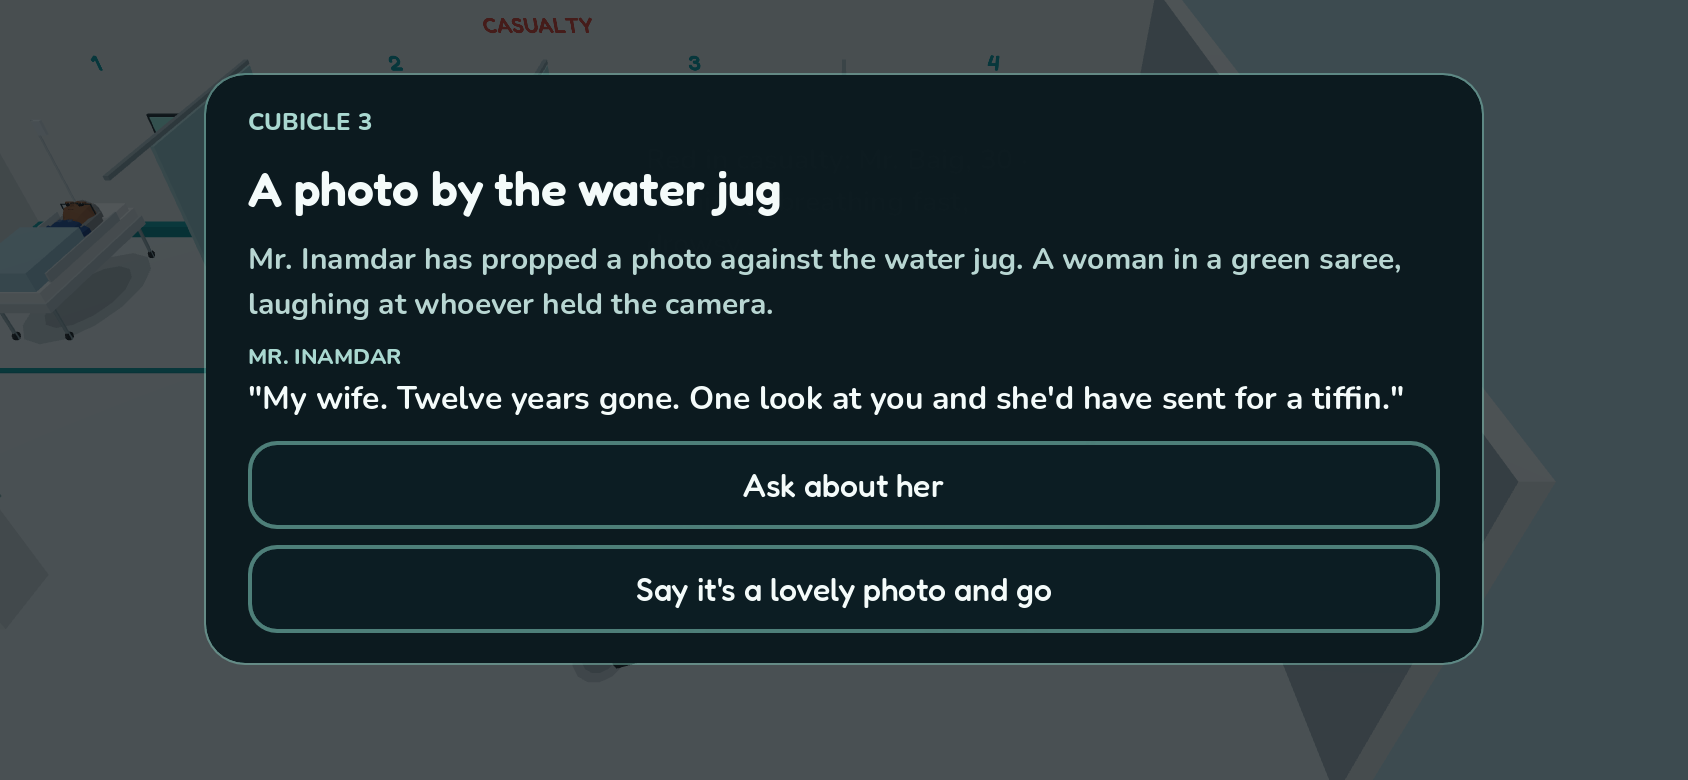 CASUALTY
1 2 3 4
CUBICLE 3
A photo by the water jug
Mr. Inamdar has propped a photo against the water jug. A woman in a green saree,
laughing at whoever held the camera.
MR. INAMDAR
"My wife. Twelve years gone. One look at you and she'd have sent for a tiffin."
Ask about her
Say it's a lovely photo and go